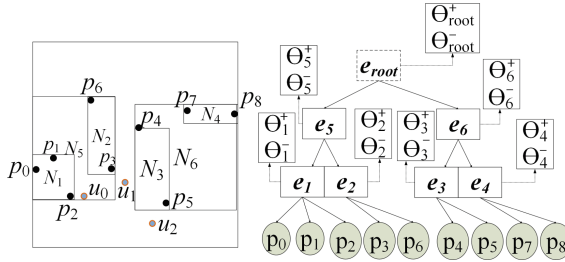 p6
p7
p8
N4
p4
N2
p1
N5
p3
p0
N1
N3
N6
p2
u0
u1
p5
u2
Θ+root
Θ-root
Θ+5
Θ-5
eroot
Θ+6
Θ-6
Θ+1
Θ-1
e5
Θ+2
Θ-2
Θ+3
Θ-3
e6
Θ+4
Θ-4
e1 e2 e3 e4
p0 p1 p2 p3 p6 p4 p5 p7 p8